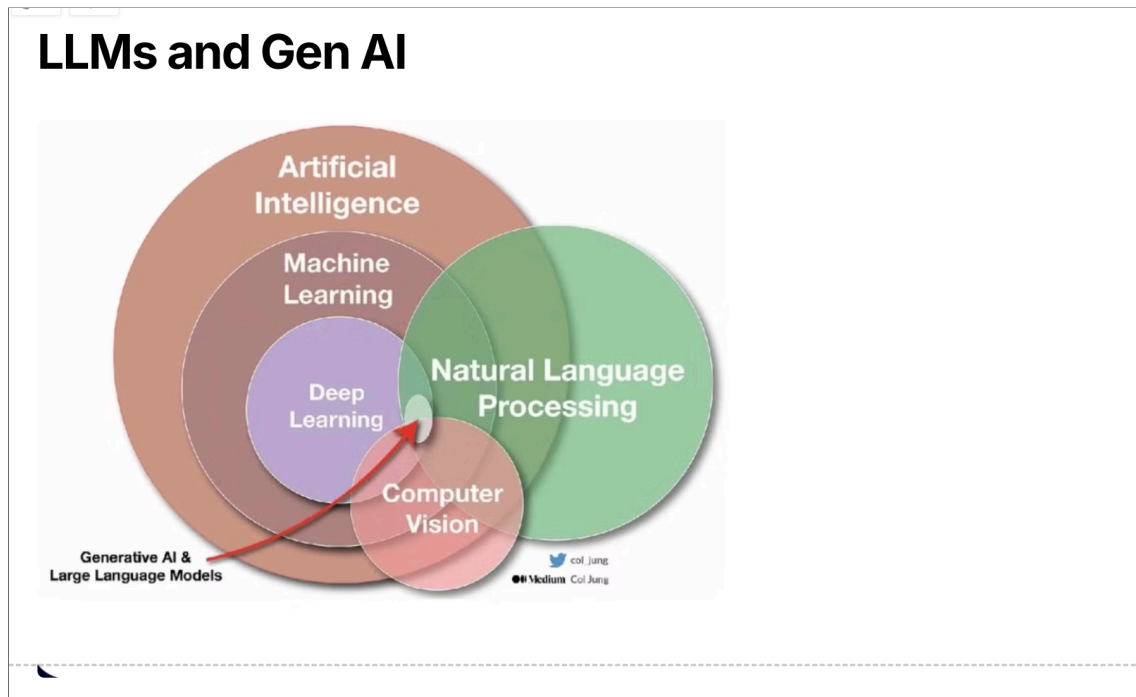 LLMs and Gen AI
Artificial
Intelligence
Machine
Learning
Deep
Learning
Natural Language
Processing
Computer
Vision
Generative AI &
Large Language Models
col_jung
Medium Col Jung